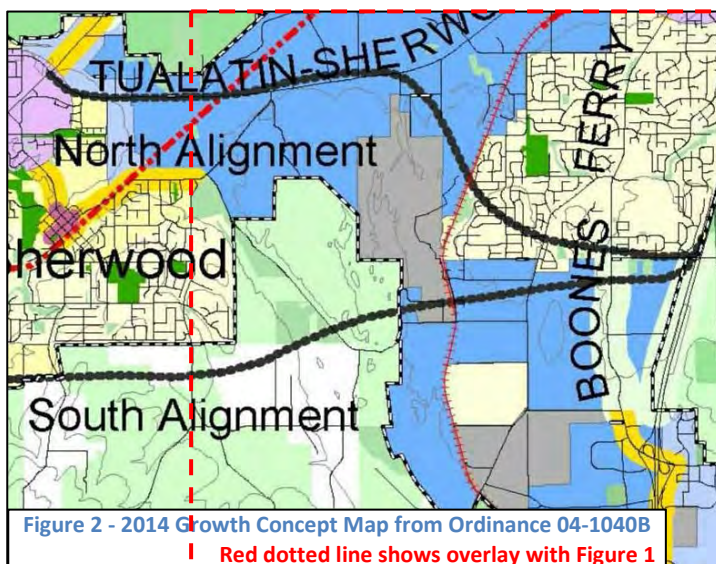 TUALATIN-SHERWO
BOONES FERRY
North Alignment
herwood
South Alignment
Figure 2 - 2014 Growth Concept Map from Ordinance 04-1040B
Red dotted line shows overlay with Figure 1